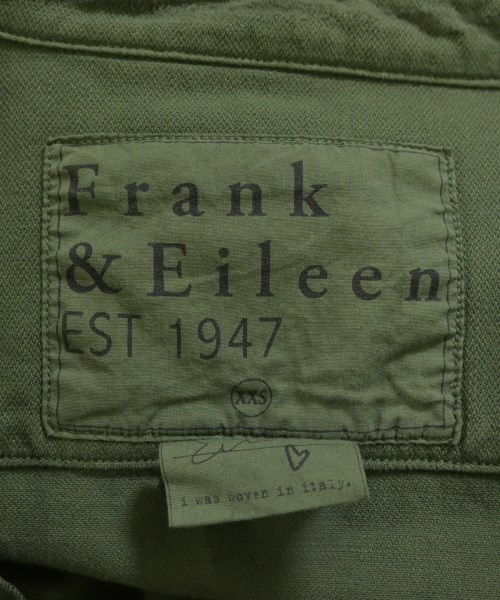 Frank
& Eileen
EST 1947
XXS
i was woven in italy.